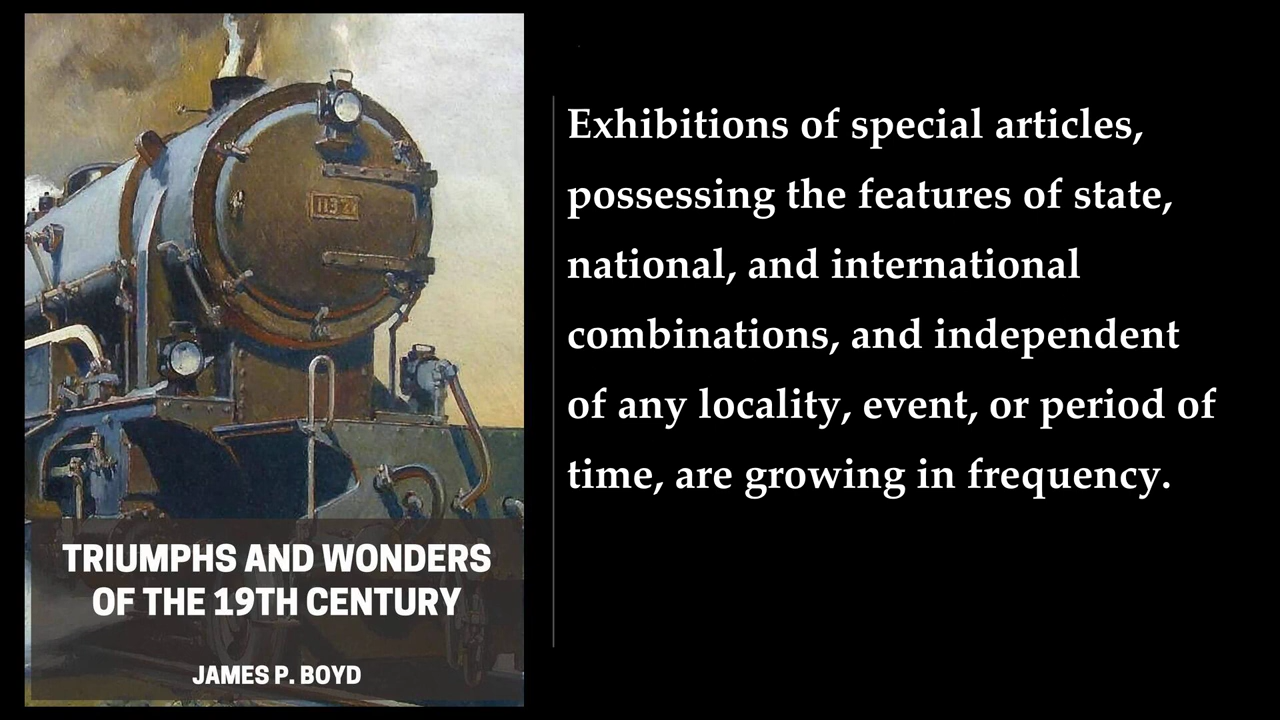 Exhibitions of special articles,
possessing the features of state,
national, and international
combinations, and independent
of any locality, event, or period of
time, are growing in frequency.
TRIUMPHS AND WONDERS
OF THE 19TH CENTURY
JAMES P. BOYD